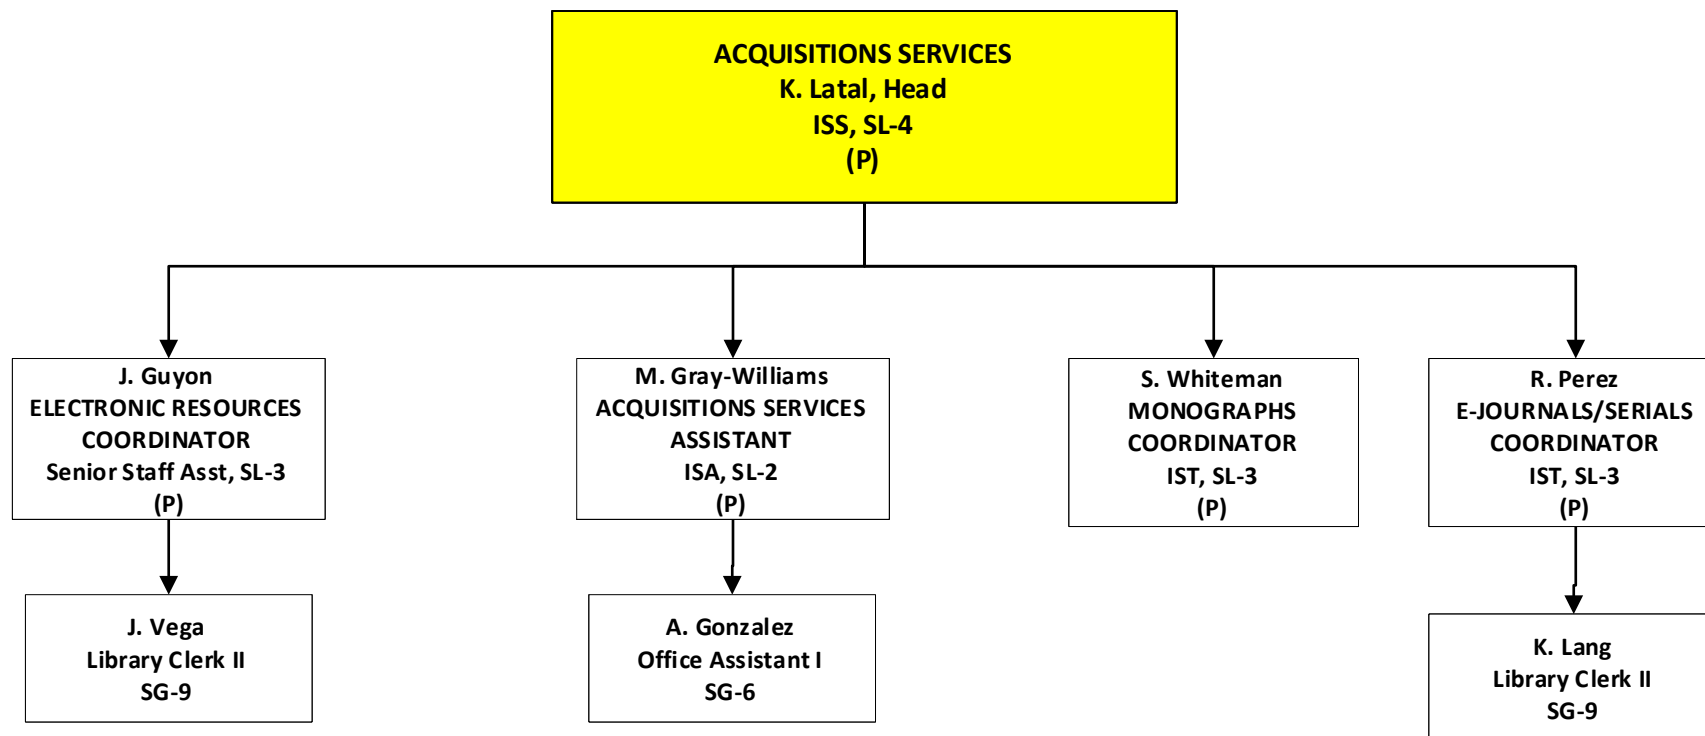 ACQUISITIONS SERVICES
K. Latal, Head
ISS, SL-4
(P)
J. Guyon
ELECTRONIC RESOURCES
COORDINATOR
Senior Staff Asst, SL-3
(P)
M. Gray-Williams
ACQUISITIONS SERVICES
ASSISTANT
ISA, SL-2
(P)
S. Whiteman
MONOGRAPHS
COORDINATOR
IST, SL-3
(P)
R. Perez
E-JOURNALS/SERIALS
COORDINATOR
IST, SL-3
(P)
J. Vega
Library Clerk II
SG-9
A. Gonzalez
Office Assistant I
SG-6
K. Lang
Library Clerk II
SG-9